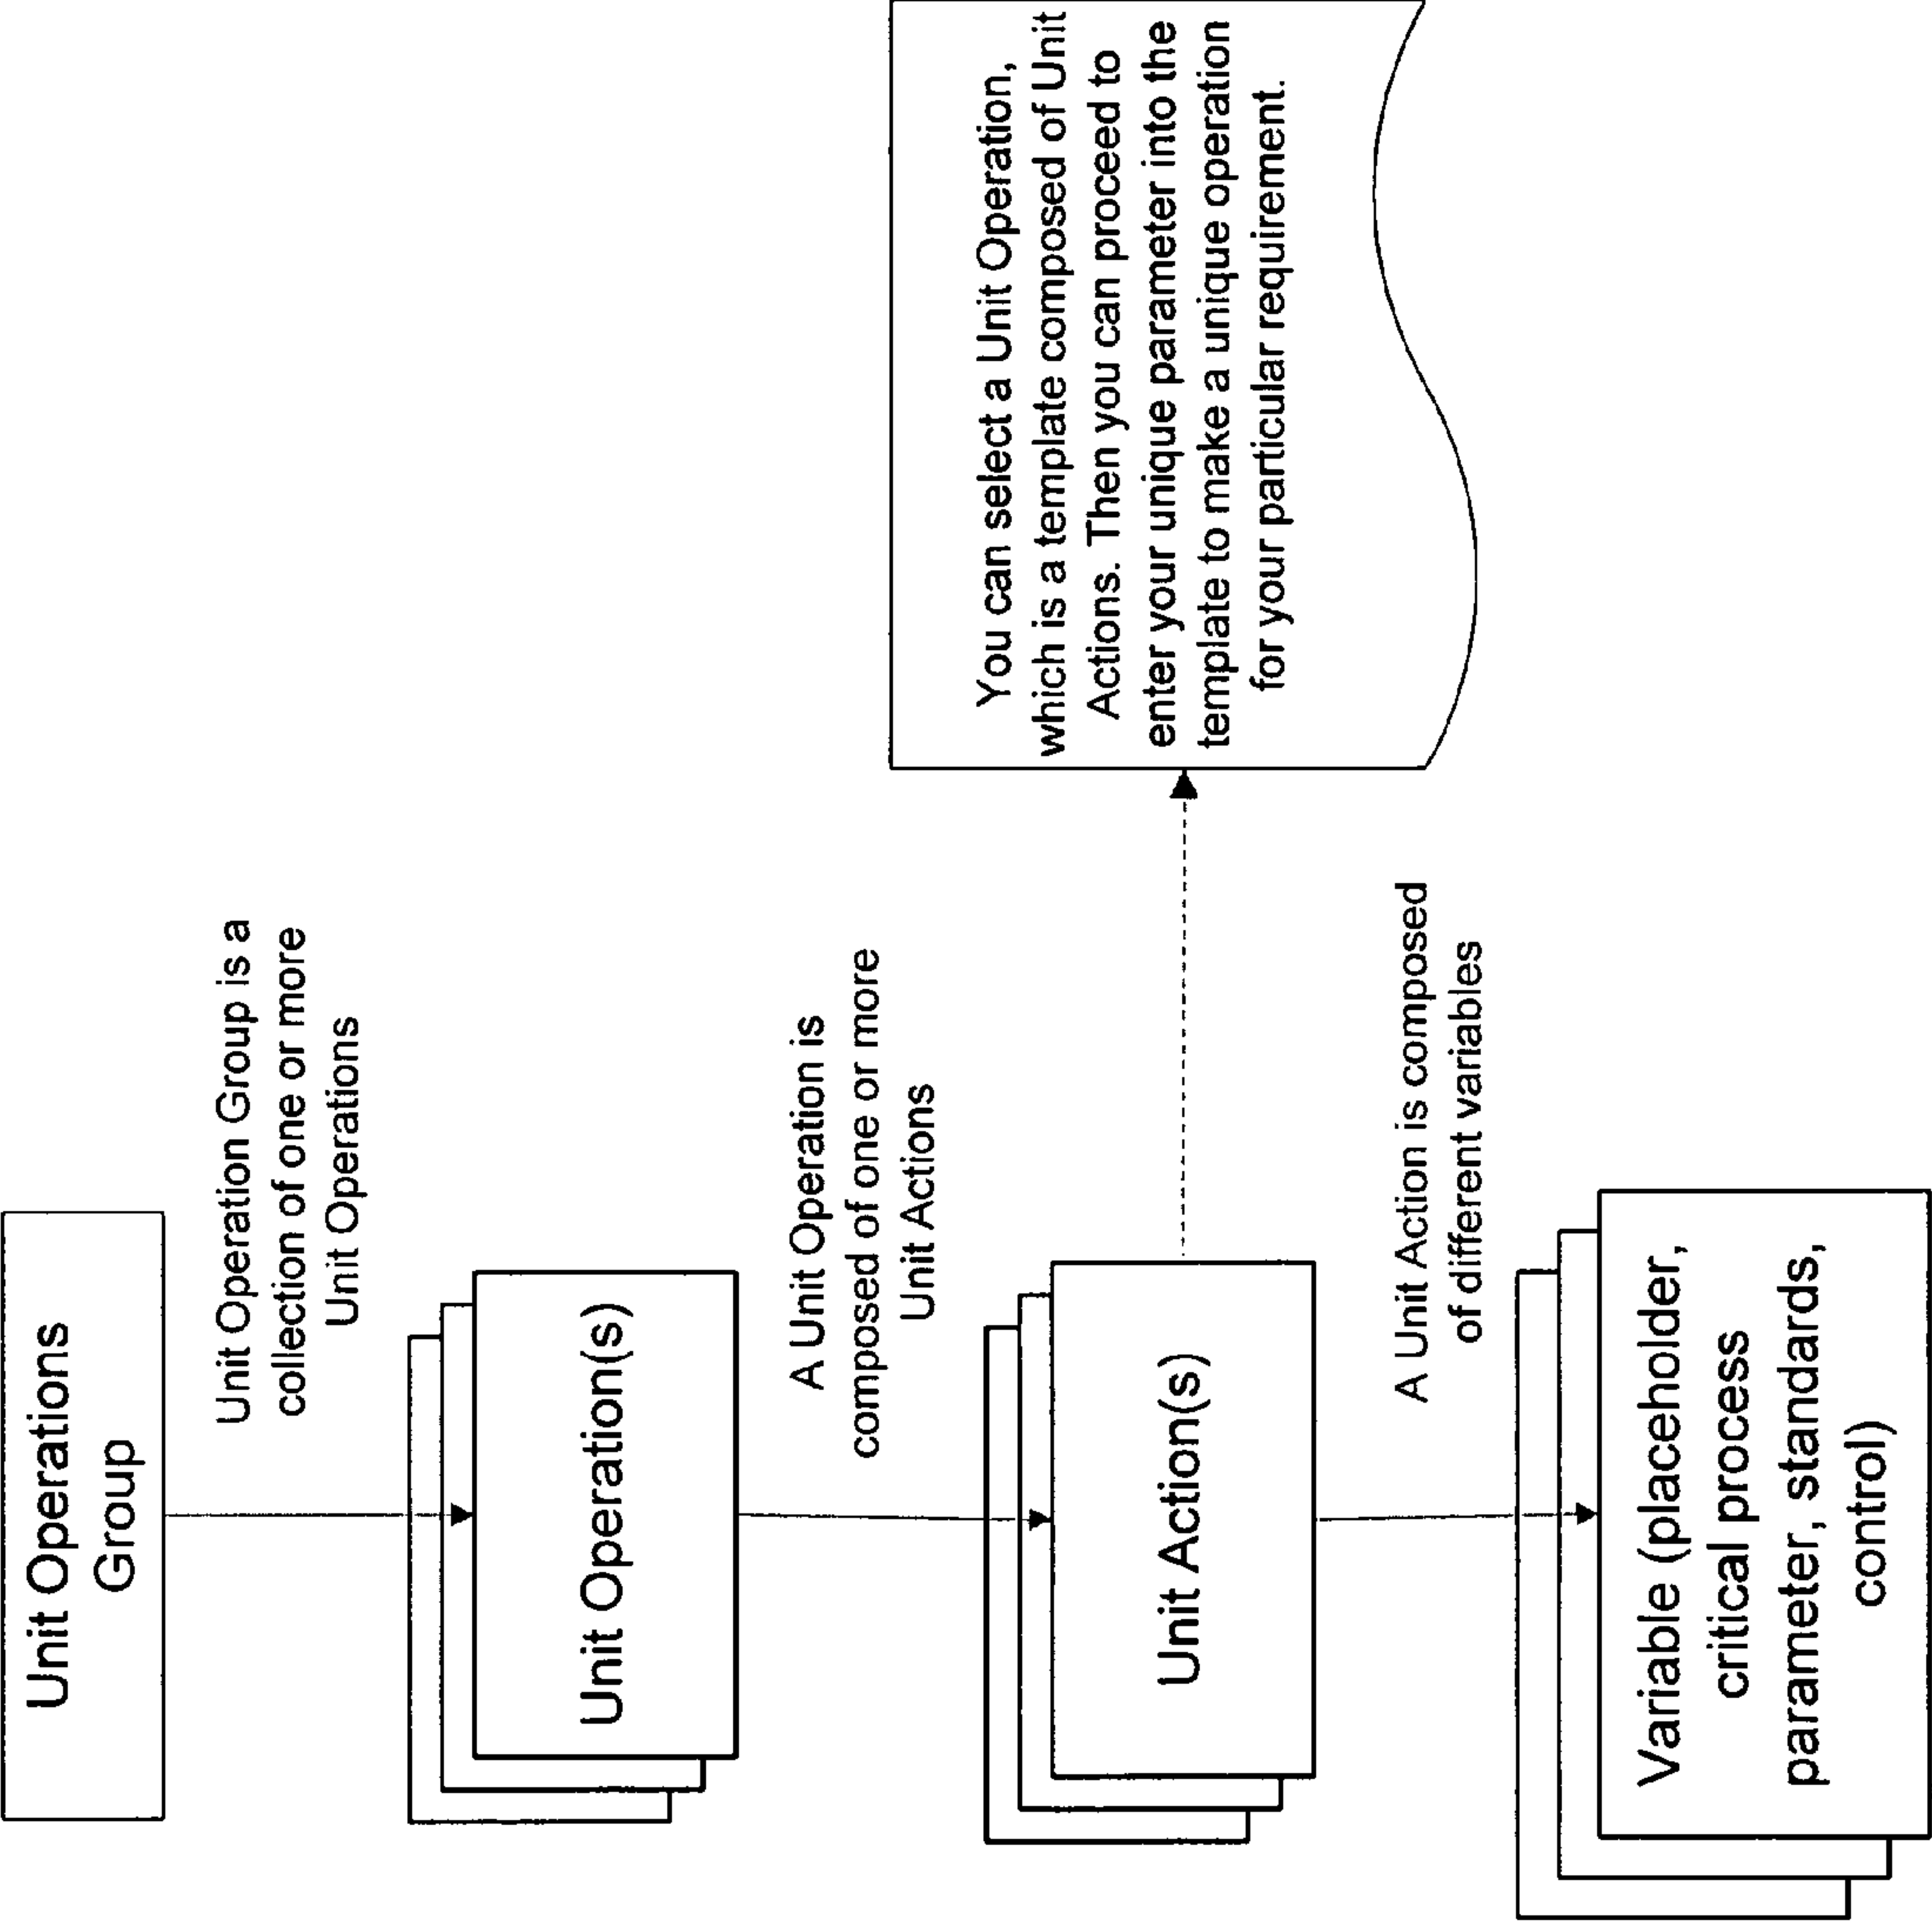 Unit Operations
Group
Unit Operation Group is a
collection of one or more
Unit Operations
Unit Operation(s)
A Unit Operation is
composed of one or more
Unit Actions
Unit Action(s)
You can select a Unit Operation,
which is a template composed of Unit
Actions. Then you can proceed to
enter your unique parameter into the
template to make a unique operation
for your particular requirement.
A Unit Action is composed
of different variables
Variable (placeholder,
critical process
parameter, standards,
control)